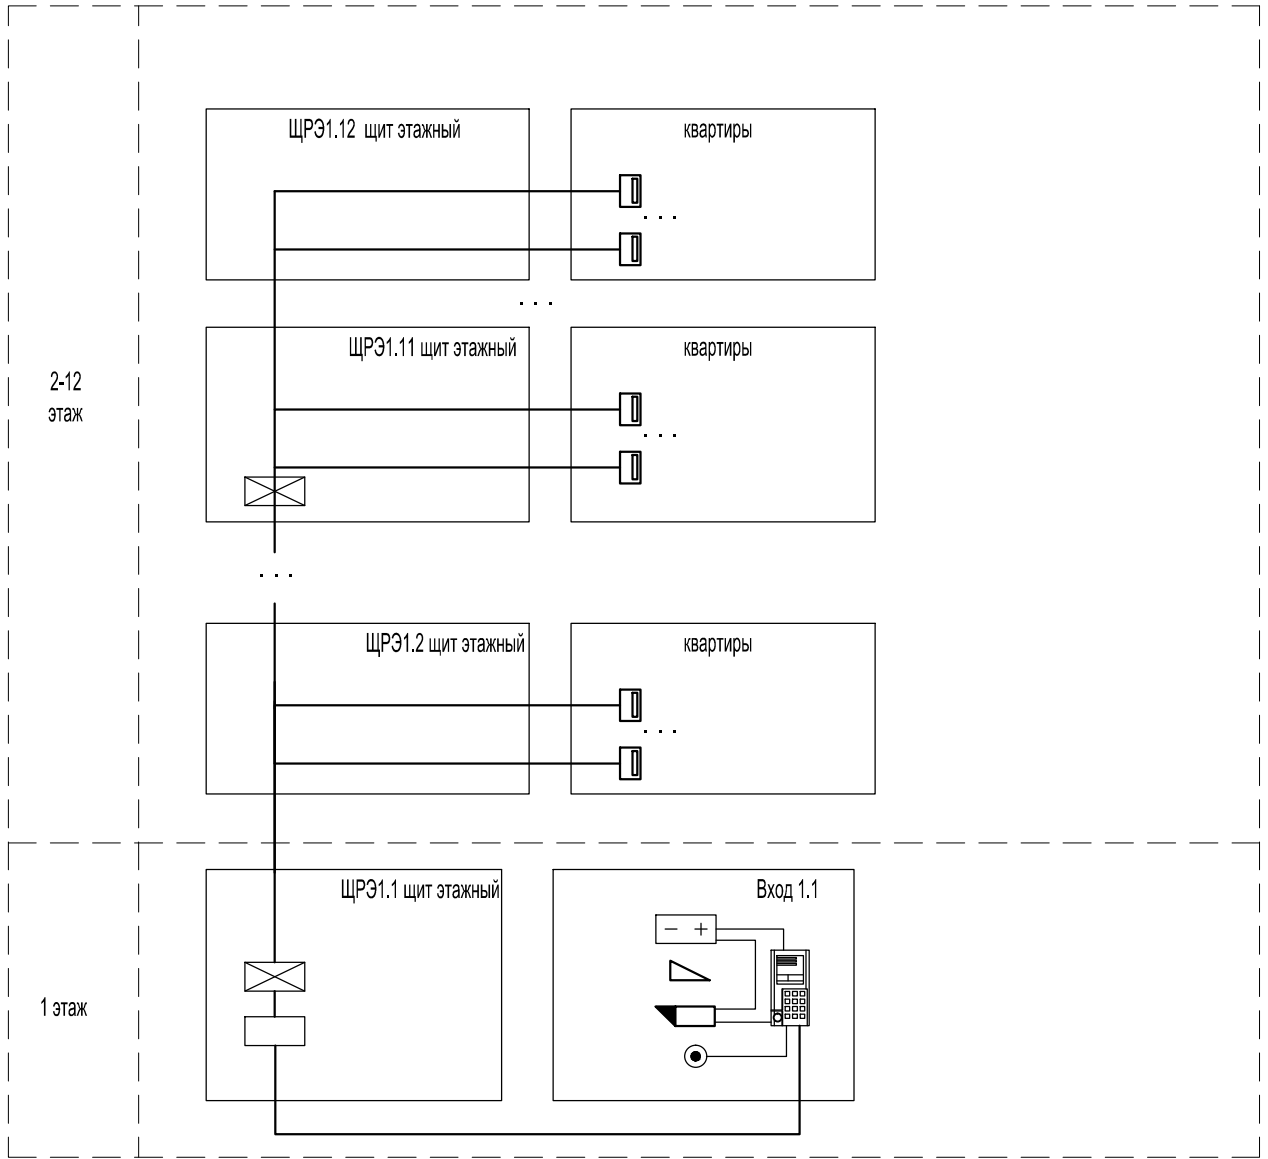 ЩРЭ1.12 щит этажный
квартиры
. . .
. . .
ЩРЭ1.11 щит этажный
квартиры
2-12
этаж
. . .
. . .
ЩРЭ1.2 щит этажный
квартиры
. . .
ЩРЭ1.1 щит этажный
Вход 1.1
- +
1 этаж